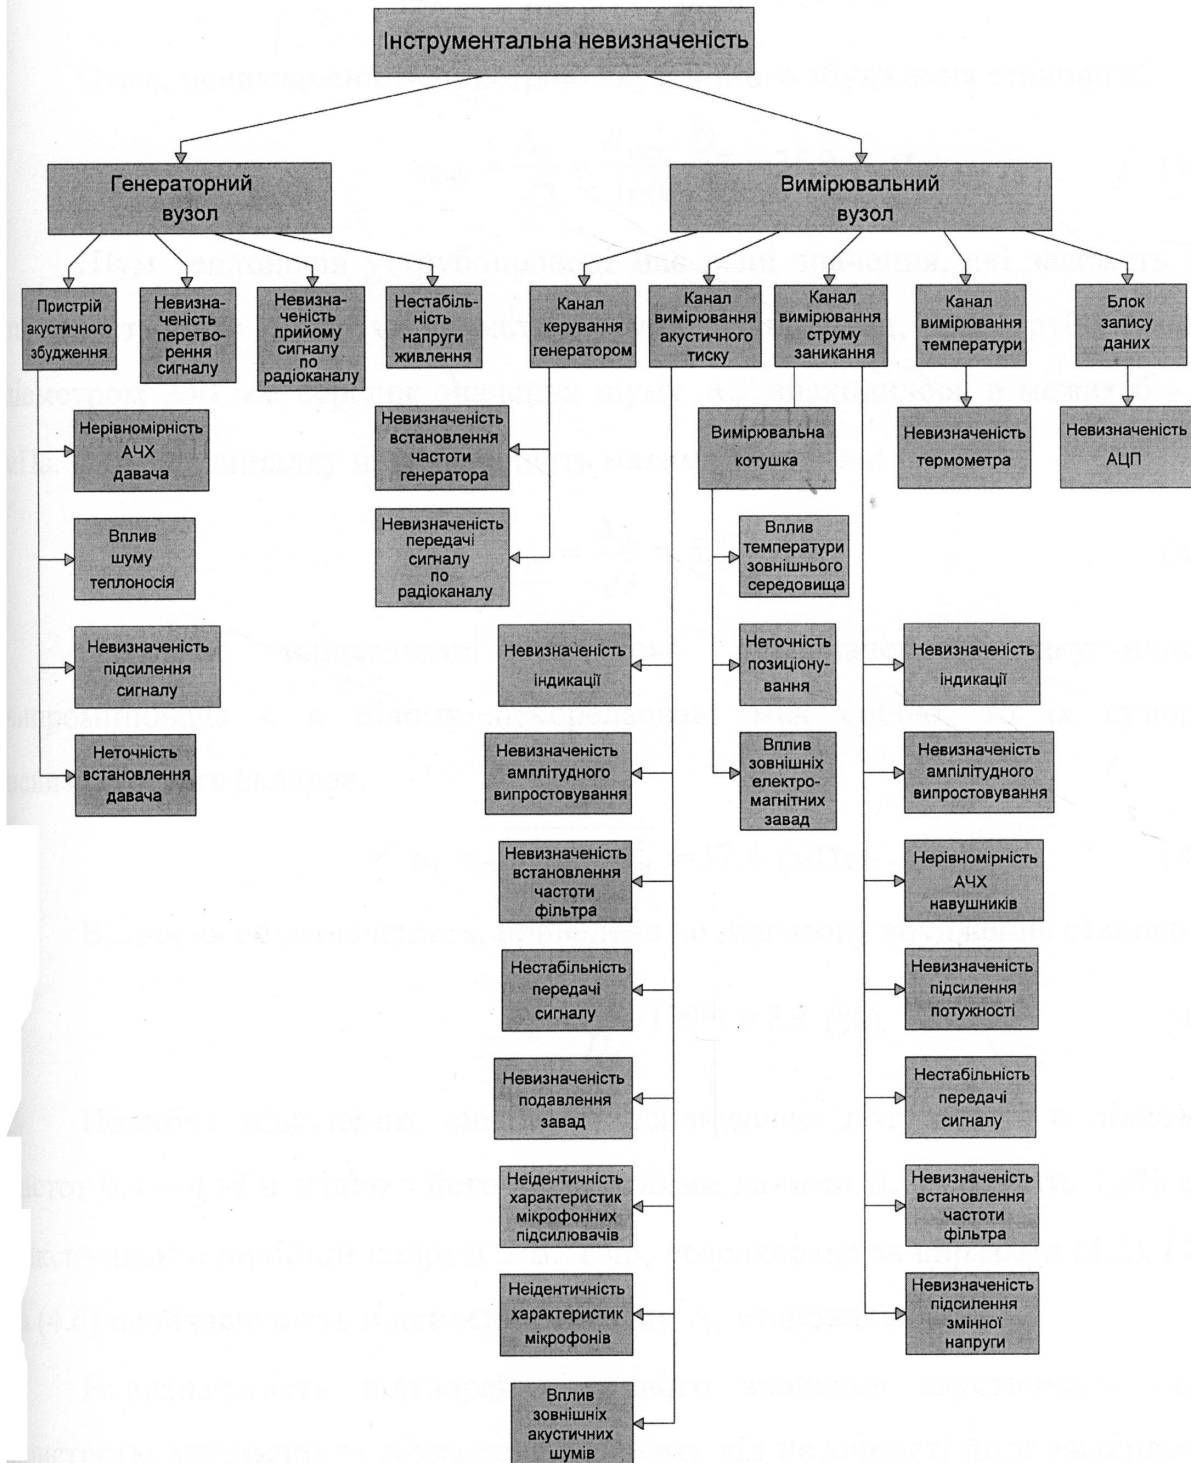 Інструментальна невизначеність
Генераторний
вузол
Вимірювальний
вузол
Пристрій
акустичного
збудження
Невизна-
ченість
перетво-
рення
сигналу
Невизна-
ченість
прийому
сигналу
по
радіоканалу
Нестабіль-
ність
напруги
живлення
Канал
керування
генератором
Канал
вимірювання
акустичного
тиску
Канал
вимірювання
струму
заникання
Канал
вимірювання
температури
Блок
запису
даних
Нерівномірність
АЧХ
давача
Вплив
шуму
теплоносія
Невизначеність
підсилення
сигналу
Неточність
встановлення
давача
Невизначеність
встановлення
частоти
генератора
Невизначеність
передачі
сигналу
по
радіоканалу
Вимірювальна
котушка
Невизначеність
термометра
Невизначеність
АЦП
Вплив
температури
зовнішнього
середовища
Неточність
позиціону-
вання
Вплив
зовнішніх
електро-
магнітних
завад
Невизначеність
індикації
Невизначеність
амплітудного
випростовування
Невизначеність
встановлення
частоти
фільтра
Нестабільність
передачі
сигналу
Невизначеність
подавлення
завад
Неідентичність
характеристик
мікрофонних
підсилювачів
Неідентичність
характеристик
мікрофонів
Вплив
зовнішніх
акустичних
шумів
Невизначеність
індикації
Невизначеність
ампілітудного
випростовування
Нерівномірність
АЧХ
навушників
Невизначеність
підсилення
потужності
Нестабільність
передачі
сигналу
Невизначеність
встановлення
частоти
фільтра
Невизначеність
підсилення
змінної
напруги